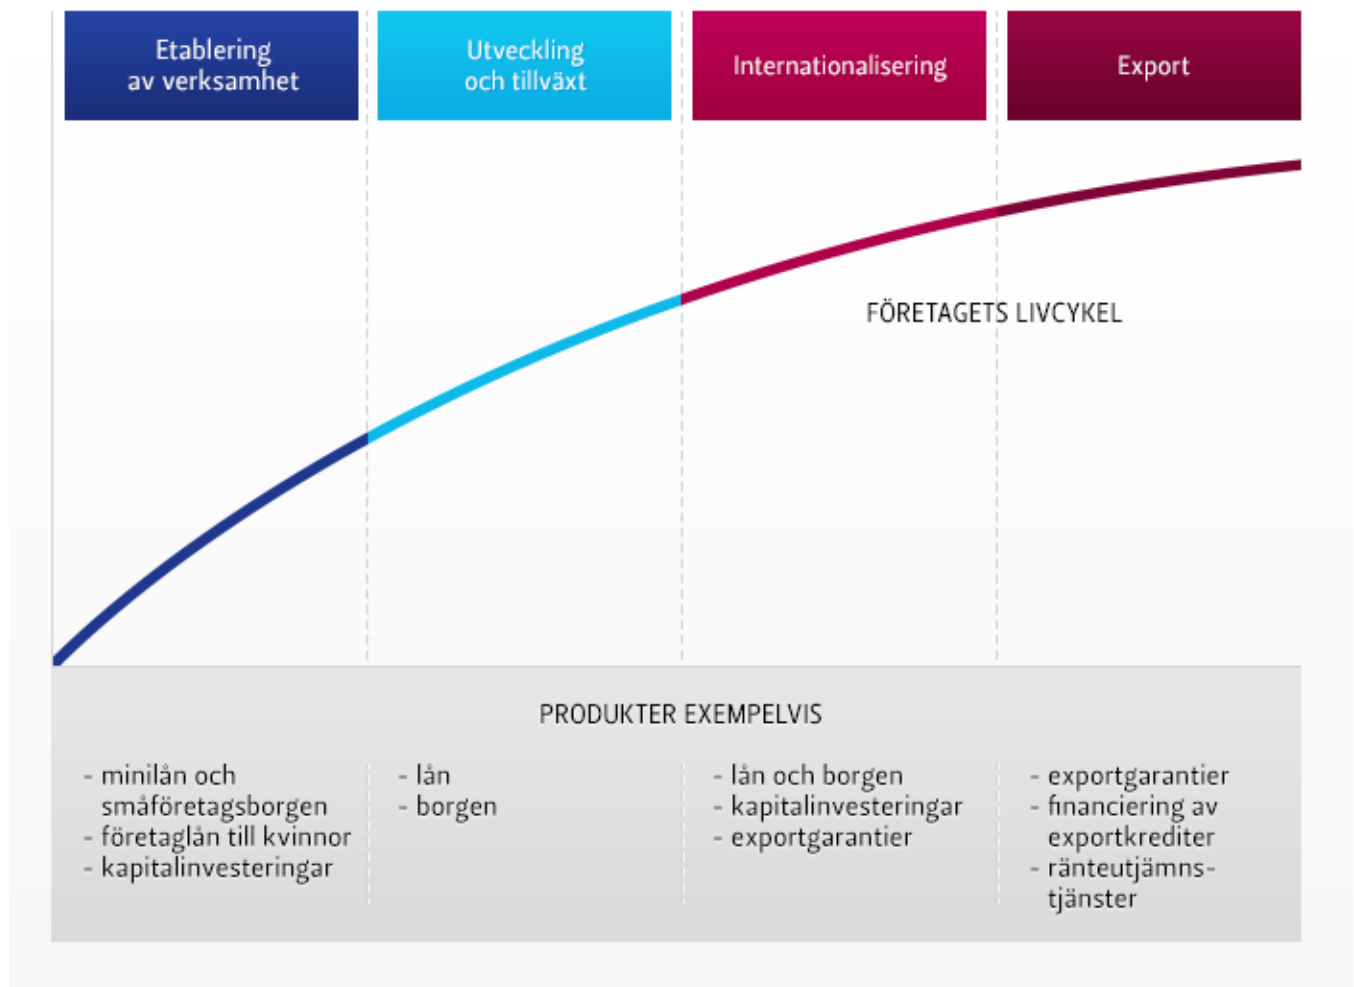 Etablering
av verksamhet
Utveckling
och tillväxt
Internationalisering
Export
FÖRETAGETS LIVCYKEL
PRODUKTER EXEMPELVIS
- minilån och
småföretagsborgen
- företaglån till kvinnor
- kapitalinvesteringar
- lån
- borgen
- lån och borgen
- kapitalinvesteringar
- exportgarantier
- exportgarantier
- financiering av
exportkrediter
- ränteutjämns-
tjänster